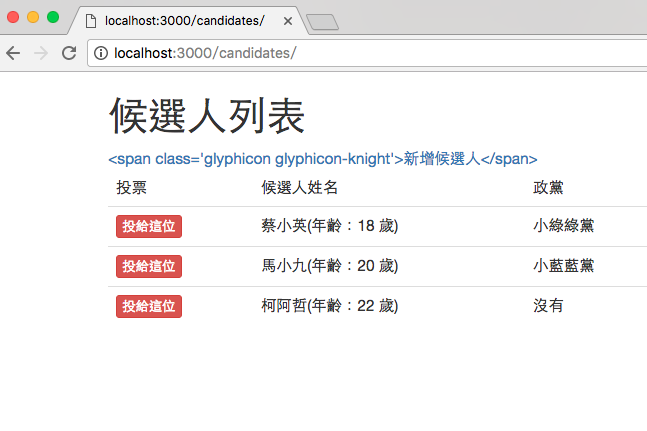 localhost:3000/candidates/
localhost:3000/candidates/
候選人列表
<span class='glyphicon glyphicon-knight'>新增候選人</span>
投票 候選人姓名 政黨
投給這位 蔡小英(年齡：18 歲) 小綠綠黨
投給這位 馬小九(年齡：20 歲) 小藍藍黨
投給這位 柯阿哲(年齡：22 歲) 沒有